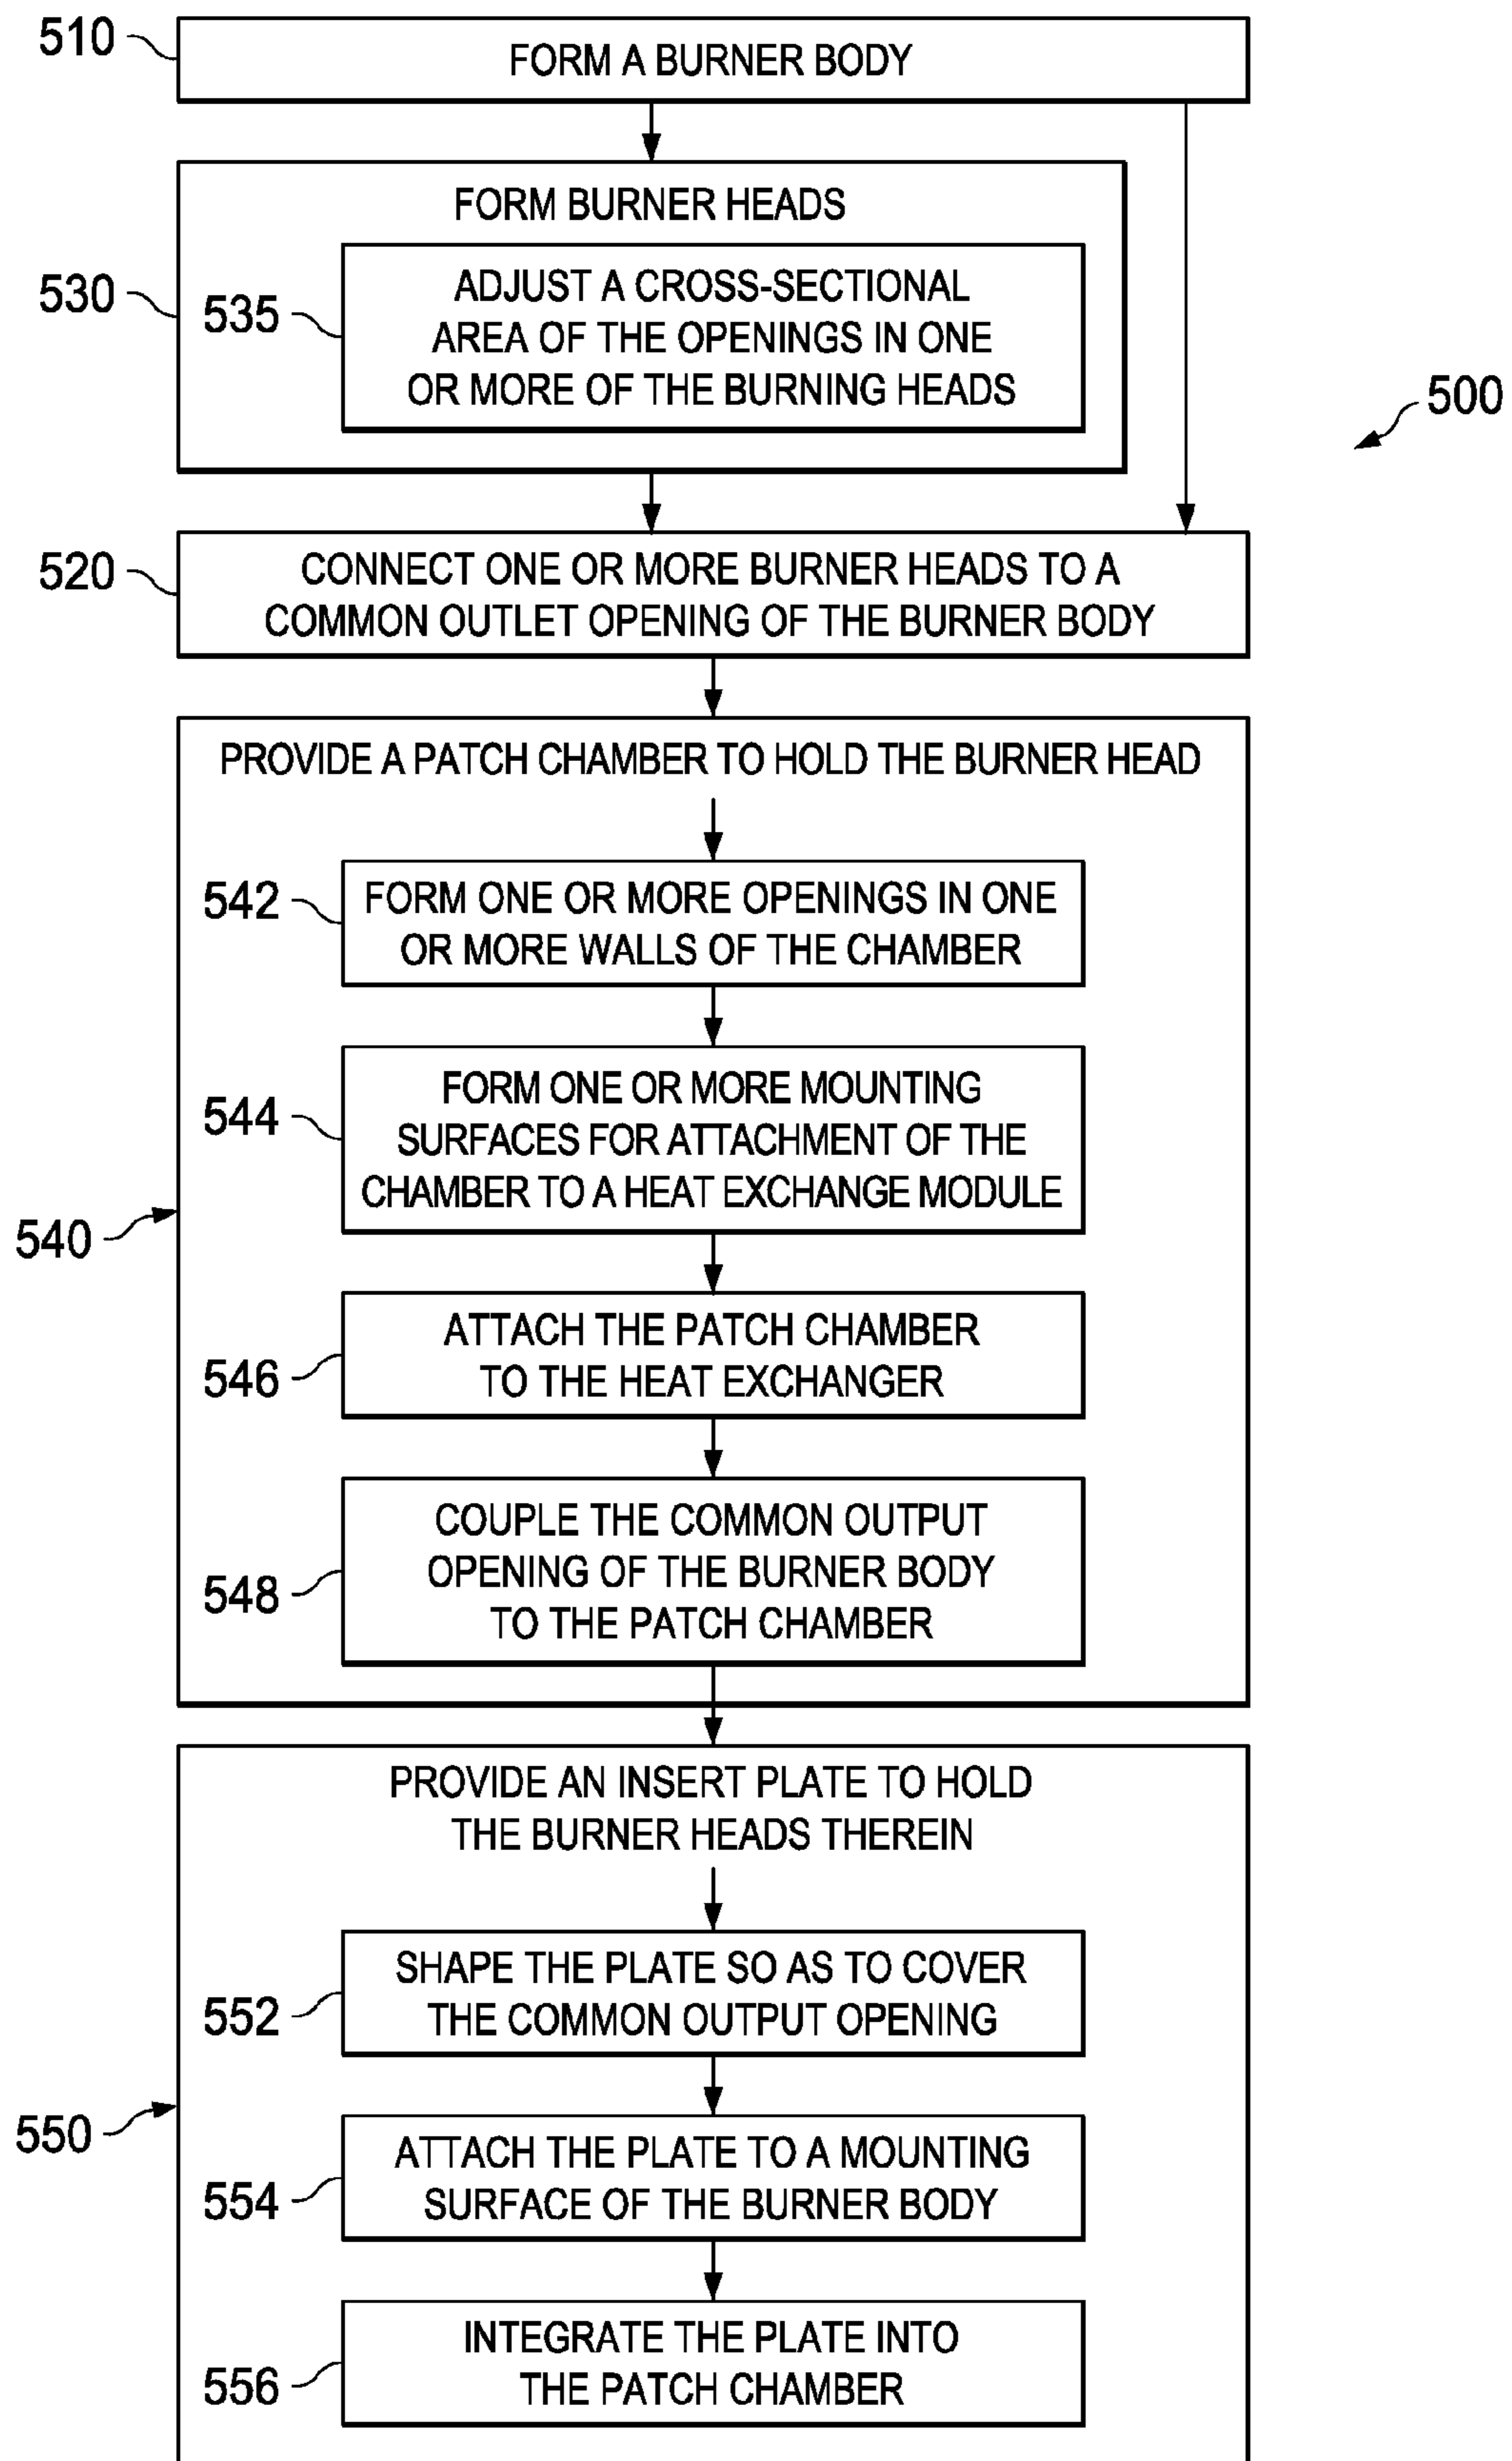 510
FORM A BURNER BODY
FORM BURNER HEADS
530
535
ADJUST A CROSS-SECTIONAL
AREA OF THE OPENINGS IN ONE
OR MORE OF THE BURNING HEADS
500
520
CONNECT ONE OR MORE BURNER HEADS TO A
COMMON OUTLET OPENING OF THE BURNER BODY
PROVIDE A PATCH CHAMBER TO HOLD THE BURNER HEAD
542
FORM ONE OR MORE OPENINGS IN ONE
OR MORE WALLS OF THE CHAMBER
544
FORM ONE OR MORE MOUNTING
SURFACES FOR ATTACHMENT OF THE
CHAMBER TO A HEAT EXCHANGE MODULE
540
546
ATTACH THE PATCH CHAMBER
TO THE HEAT EXCHANGER
548
COUPLE THE COMMON OUTPUT
OPENING OF THE BURNER BODY
TO THE PATCH CHAMBER
PROVIDE AN INSERT PLATE TO HOLD
THE BURNER HEADS THEREIN
552
SHAPE THE PLATE SO AS TO COVER
THE COMMON OUTPUT OPENING
550
554
ATTACH THE PLATE TO A MOUNTING
SURFACE OF THE BURNER BODY
556
INTEGRATE THE PLATE INTO
THE PATCH CHAMBER